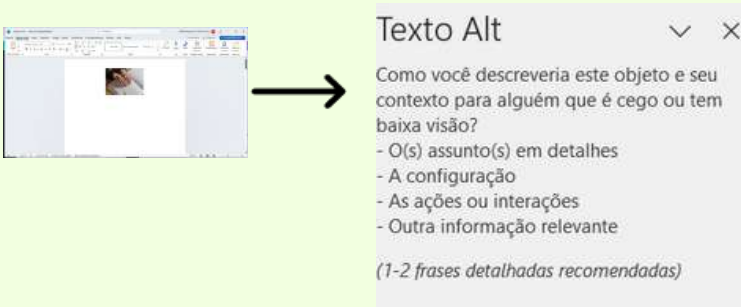 Texto Alt
Como você descreveria este objeto e seu
contexto para alguém que é cego ou tem
baixa visão?
- O(s) assunto(s) em detalhes
- A configuração
- As ações ou interações
- Outra informação relevante
(1-2 frases detalhadas recomendadas)